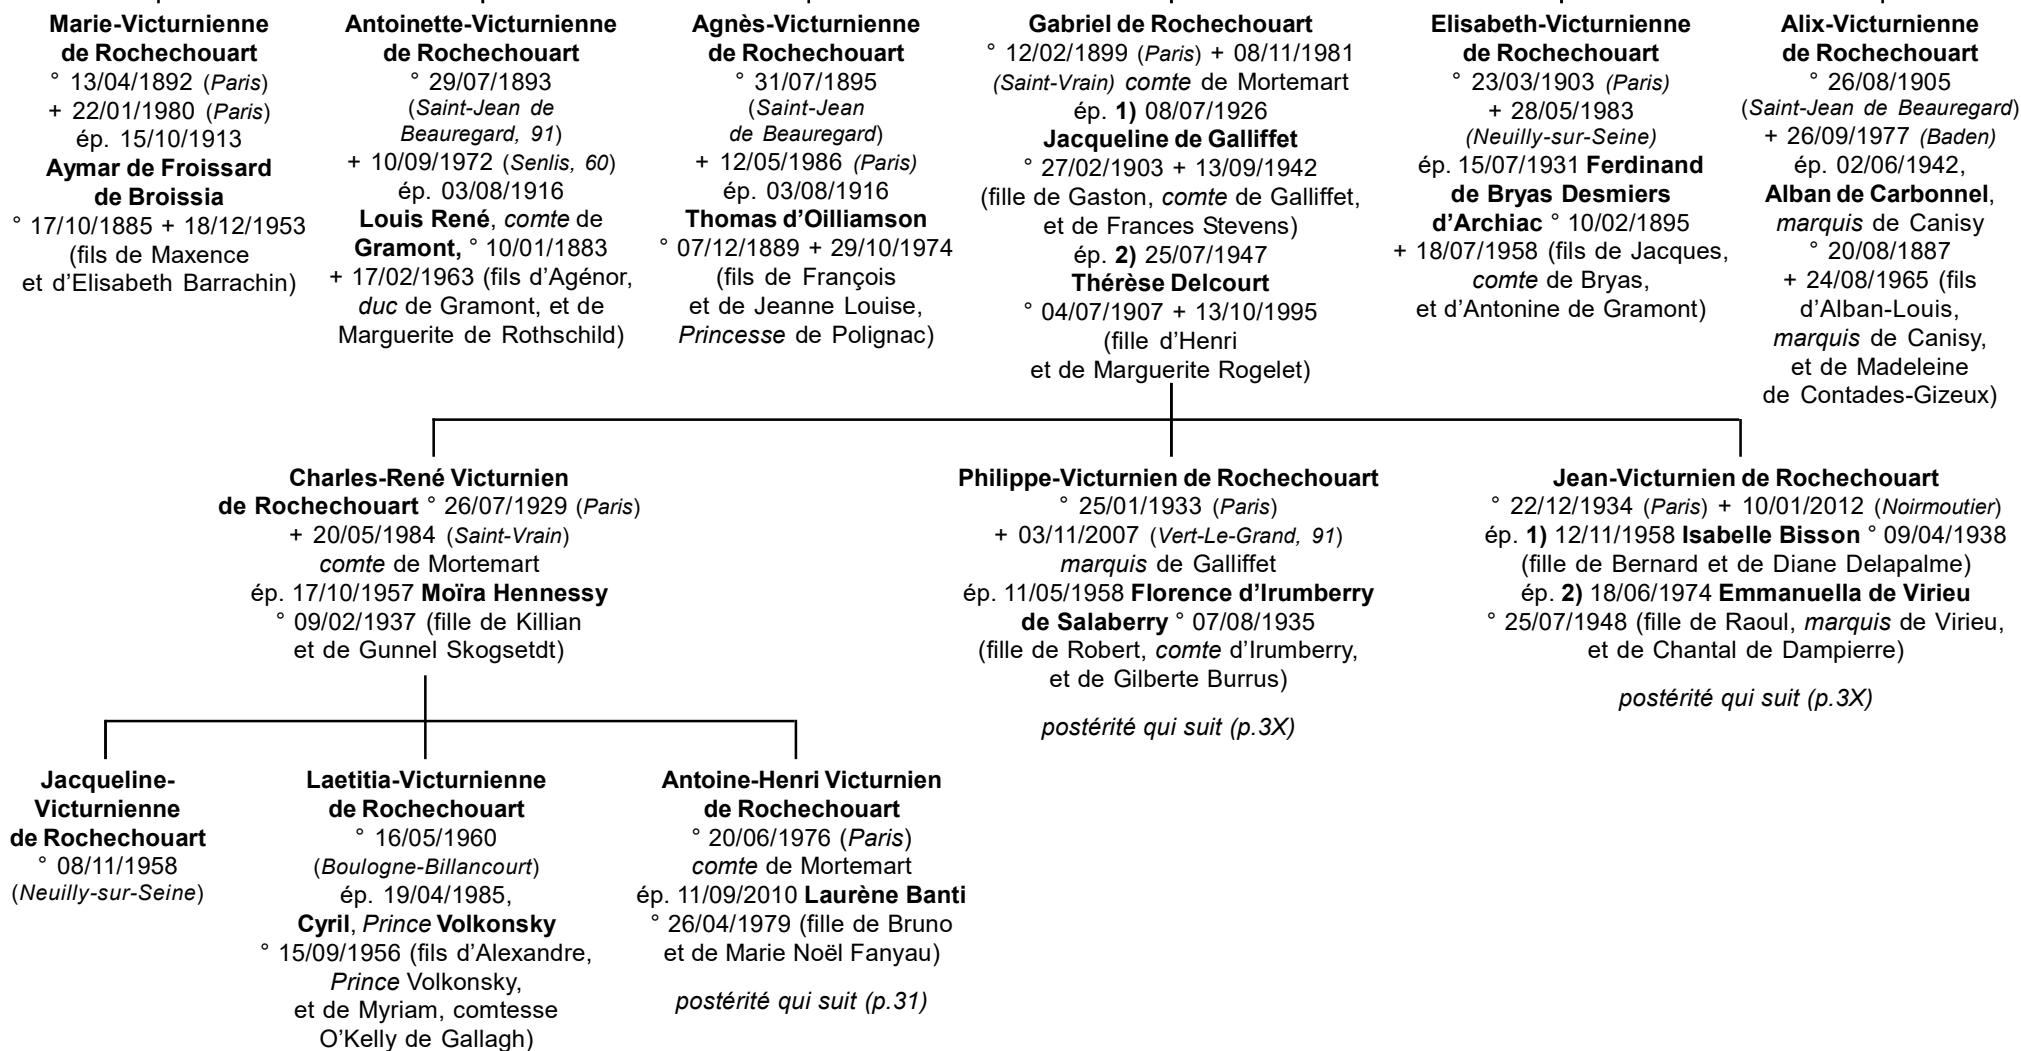 Marie-Victurnienne
de Rochechouart
° 13/04/1892 (Paris)
+ 22/01/1980 (Paris)
ép. 15/10/1913
Aymar de Froissard
de Broissia
° 17/10/1885 + 18/12/1953
(fils de Maxence
et d'Elisabeth Barrachin)
Antoinette-Victurnienne
de Rochechouart
° 29/07/1893
(Saint-Jean de
Beauregard, 91)
+ 10/09/1972 (Senlis, 60)
ép. 03/08/1916
Louis René, comte de
Gramont, ° 10/01/1883
+ 17/02/1963 (fils d'Agénor,
duc de Gramont, et de
Marguerite de Rothschild)
Agnès-Victurnienne
de Rochechouart
° 31/07/1895
(Saint-Jean
de Beauregard)
+ 12/05/1986 (Paris)
ép. 03/08/1916
Thomas d'Oilliamson
° 07/12/1889 + 29/10/1974
(fils de François
et de Jeanne Louise,
Princesse de Polignac)
Gabriel de Rochechouart
° 12/02/1899 (Paris) + 08/11/1981
(Saint-Vrain) comte de Mortemart
ép. 1) 08/07/1926
Jacqueline de Galliffet
° 27/02/1903 + 13/09/1942
(fille de Gaston, comte de Galliffet,
et de Frances Stevens)
ép. 2) 25/07/1947
Thérèse Delcourt
° 04/07/1907 + 13/10/1995
(fille d'Henri
et de Marguerite Rogelet)
Elisabeth-Victurnienne
de Rochechouart
° 23/03/1903 (Paris)
+ 28/05/1983
(Neuilly-sur-Seine)
ép. 15/07/1931 Ferdinand
de Bryas Desmiers
d'Archiac ° 10/02/1895
+ 18/07/1958 (fils de Jacques,
comte de Bryas,
et d'Antonine de Gramont)
Alix-Victurnienne
de Rochechouart
° 26/08/1905
(Saint-Jean de Beauregard)
+ 26/09/1977 (Baden)
ép. 02/06/1942,
Alban de Carbonnel,
marquis de Canisy
° 20/08/1887
+ 24/08/1965 (fils
d'Alban-Louis,
marquis de Canisy,
et de Madeleine
de Contades-Gizeux)
Charles-René Victurnien
de Rochechouart ° 26/07/1929 (Paris)
+ 20/05/1984 (Saint-Vrain)
comte de Mortemart
ép. 17/10/1957 Moïra Hennessy
° 09/02/1937 (fille de Killian
et de Gunnel Skogsetdt)
Philippe-Victurnien de Rochechouart
° 25/01/1933 (Paris)
+ 03/11/2007 (Vert-Le-Grand, 91)
marquis de Galliffet
ép. 11/05/1958 Florence d'Irumberry
de Salaberry ° 07/08/1935
(fille de Robert, comte d'Irumberry,
et de Gilberte Burrus)
postérité qui suit (p.3X)
Jean-Victurnien de Rochechouart
° 22/12/1934 (Paris) + 10/01/2012 (Noirmoutier)
ép. 1) 12/11/1958 Isabelle Bisson ° 09/04/1938
(fille de Bernard et de Diane Delapalme)
ép. 2) 18/06/1974 Emmanuella de Virieu
° 25/07/1948 (fille de Raoul, marquis de Virieu,
et de Chantal de Dampierre)
postérité qui suit (p.3X)
Jacqueline-
Victurnienne
de Rochechouart
° 08/11/1958
(Neuilly-sur-Seine)
Laetitia-Victurnienne
de Rochechouart
° 16/05/1960
(Boulogne-Billancourt)
ép. 19/04/1985,
Cyril, Prince Volkonsky
° 15/09/1956 (fils d'Alexandre,
Prince Volkonsky,
et de Myriam, comtesse
O'Kelly de Gallagh)
Antoine-Henri Victurnien
de Rochechouart
° 20/06/1976 (Paris)
comte de Mortemart
ép. 11/09/2010 Laurène Banti
° 26/04/1979 (fille de Bruno
et de Marie Noël Fanyau)
postérité qui suit (p.31)